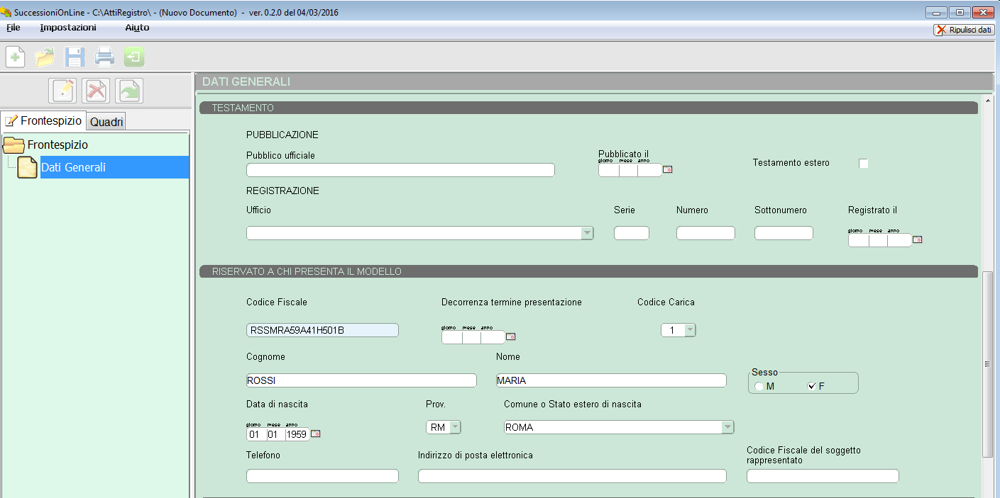 SuccessioniOnLine - C:\AttiRegistro\ - (Nuovo Documento) - ver. 0.2.0 del 04/03/2016
File Impostazioni Aiuto
Ripulisci dati
DATI GENERALI
Frontespizio Quadri
Frontespizio
Dati Generali
TESTAMENTO
PUBBLICAZIONE
Pubblico ufficiale Pubblicato il Testamento estero
giorno mese anno
REGISTRAZIONE
Ufficio Serie Numero Sottonumero Registrato il
giorno mese anno
RISERVATO A CHI PRESENTA IL MODELLO
Codice Fiscale Decorrenza termine presentazione Codice Carica
giorno mese anno
RSSMRA59A41H501B 1
Cognome Nome
Sesso
ROSSI MARIA
M F
Data di nascita Prov. Comune o Stato estero di nascita
giorno mese anno
01 01 1959 RM ROMA
Telefono Indirizzo di posta elettronica Codice Fiscale del soggetto
rappresentato